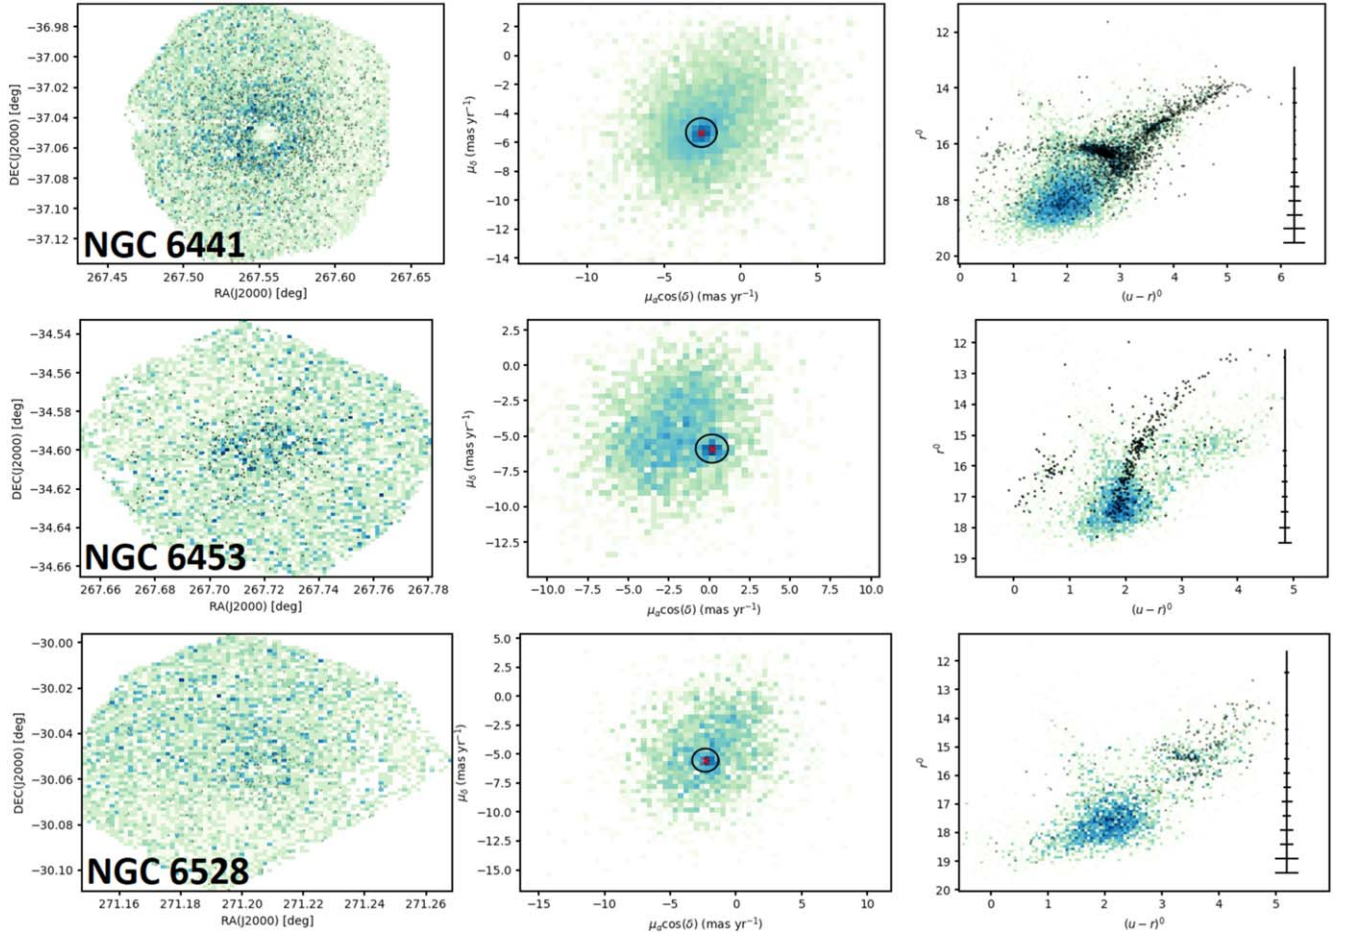 −36.98
−37.00
−37.02
−37.04
−37.06
−37.08
−37.10
−37.12
DEC(J2000) [deg]
NGC 6441
267.45 267.50 267.55 267.60 267.65
RA(J2000) [deg]
2
0
−2
−4
−6
−8
−10
−12
−14
μδ (mas yr⁻¹)
−10 −5 0 5
μαcos(δ) (mas yr⁻¹)
12
14
16
18
20
r⁰
0 1 2 3 4 5 6
(u − r)⁰
−34.54
−34.56
−34.58
−34.60
−34.62
−34.64
−34.66
DEC(J2000) [deg]
NGC 6453
267.66 267.68 267.70 267.72 267.74 267.76 267.78
RA(J2000) [deg]
2.5
0.0
−2.5
−5.0
−7.5
−10.0
−12.5
μδ (mas yr⁻¹)
−10.0 −7.5 −5.0 −2.5 0.0 2.5 5.0 7.5 10.0
μαcos(δ) (mas yr⁻¹)
12
13
14
15
16
17
18
19
r⁰
0 1 2 3 4 5
(u − r)⁰
−30.00
−30.02
−30.04
−30.06
−30.08
−30.10
DEC(J2000) [deg]
NGC 6528
271.16 271.18 271.20 271.22 271.24 271.26
RA(J2000) [deg]
5.0
2.5
0.0
−2.5
−5.0
−7.5
−10.0
−12.5
−15.0
μδ (mas yr⁻¹)
−15 −10 −5 0 5 10
μαcos(δ) (mas yr⁻¹)
12
13
14
15
16
17
18
19
20
r⁰
0 1 2 3 4 5
(u − r)⁰